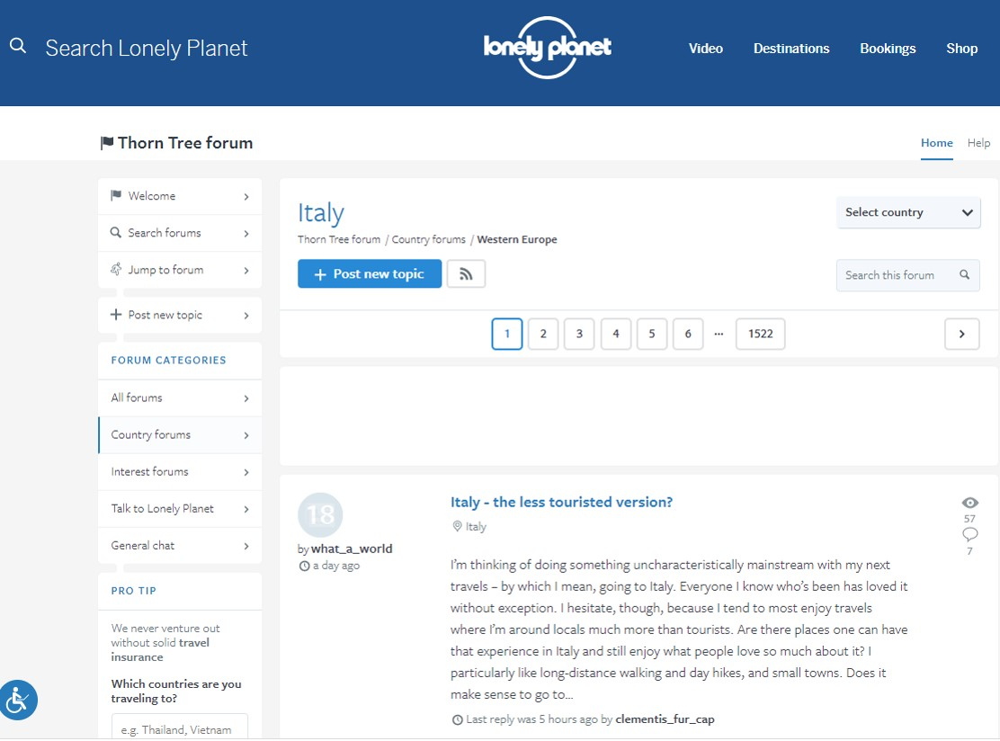 Search Lonely Planet
lonely planet
Video Destinations Bookings Shop
Thorn Tree forum
Home Help
Welcome
Search forums
Jump to forum
Post new topic
FORUM CATEGORIES
All forums
Country forums
Interest forums
Talk to Lonely Planet
General chat
PRO TIP
We never venture out
without solid travel
insurance
Which countries are you
traveling to?
e.g. Thailand, Vietnam
Italy
Select country
Thorn Tree forum / Country forums / Western Europe
+ Post new topic
Search this forum
1 2 3 4 5 6 ... 1522
18
by what_a_world
a day ago
Italy - the less touristed version?
Italy
57
7
I'm thinking of doing something uncharacteristically mainstream with my next
travels – by which I mean, going to Italy. Everyone I know who's been has loved it
without exception. I hesitate, though, because I tend to most enjoy travels
where I'm around locals much more than tourists. Are there places one can have
that experience in Italy and still enjoy what people love so much about it? I
particularly like long-distance walking and day hikes, and small towns. Does it
make sense to go to...
Last reply was 5 hours ago by clementis_fur_cap